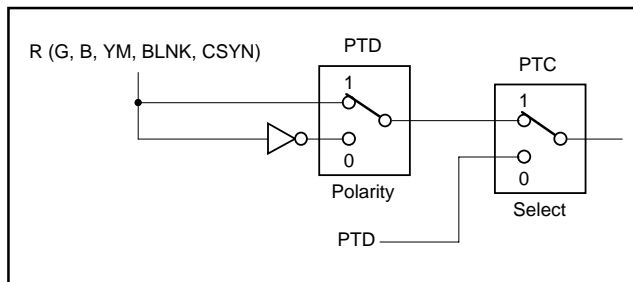 R (G, B, YM, BLNK, CSYN)
PTD
1
0
Polarity
PTC
1
0
Select
PTD